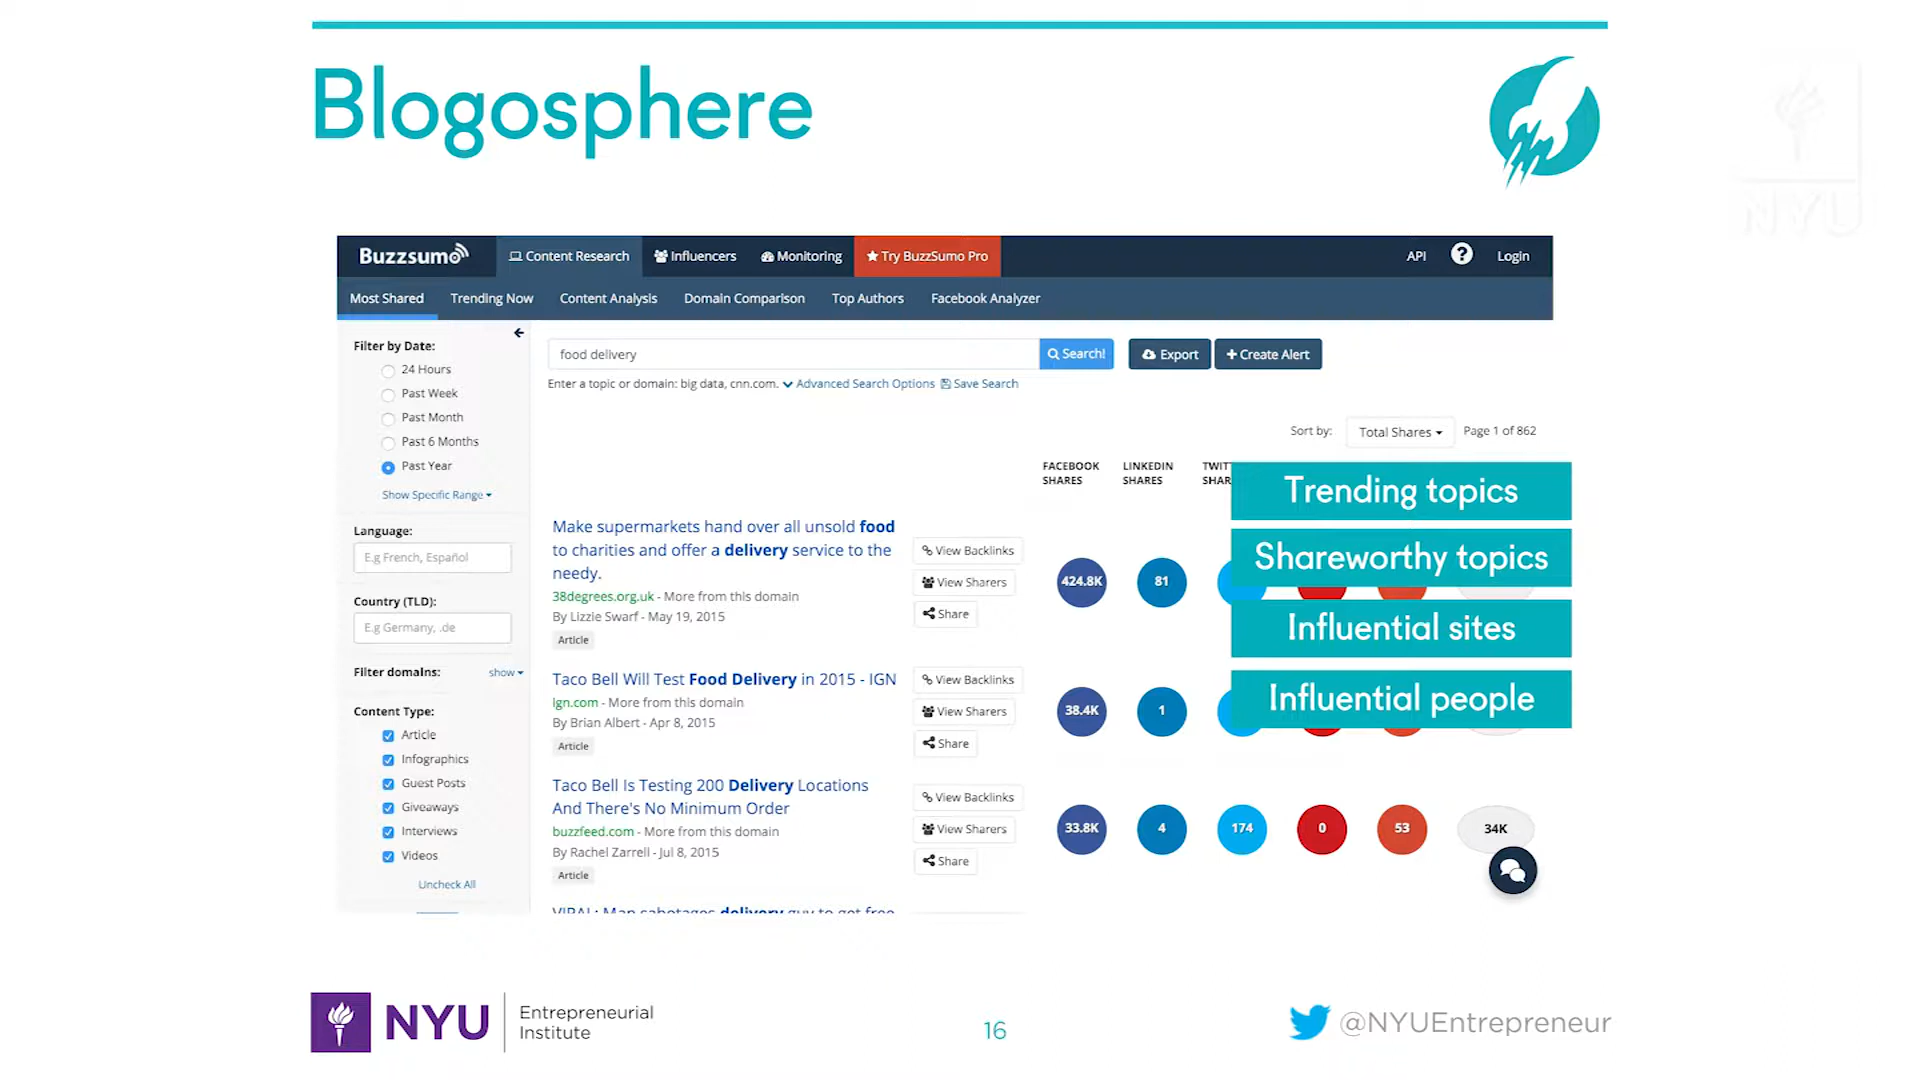 Blogosphere
NYU
Buzzsumo Content Research Influencers Monitoring Try BuzzSumo Pro API ? Login
Most Shared Trending Now Content Analysis Domain Comparison Top Authors Facebook Analyzer
Filter by Date:
24 Hours
Past Week
Past Month
Past 6 Months
Past Year
Show Specific Range
Language:
E.g French, Español
Country (TLD):
E.g Germany, .de
Filter domains: show
Content Type:
Article
Infographics
Guest Posts
Giveaways
Interviews
Videos
Uncheck All
food delivery Search! Export + Create Alert
Enter a topic or domain: big data, cnn.com. Advanced Search Options Save Search
Sort by: Total Shares Page 1 of 862
FACEBOOK SHARES
LINKEDIN SHARES
Make supermarkets hand over all unsold food
to charities and offer a delivery service to the
needy.
38degrees.org.uk - More from this domain
By Lizzie Swarf - May 19, 2015
Article
View Backlinks
View Sharers
Share
424.8K 81
Taco Bell Will Test Food Delivery in 2015 - IGN
ign.com - More from this domain
By Brian Albert - Apr 8, 2015
Article
View Backlinks
View Sharers
Share
38.4K 1
Taco Bell Is Testing 200 Delivery Locations
And There's No Minimum Order
buzzfeed.com - More from this domain
By Rachel Zarrell - Jul 8, 2015
Article
View Backlinks
View Sharers
Share
33.8K 4 174 0 53 34K
VIRAL: Man sabotages delivery guy to get free
Trending topics
Shareworthy topics
Influential sites
Influential people
NYU
Entrepreneurial
Institute
16
@NYUEntrepreneur